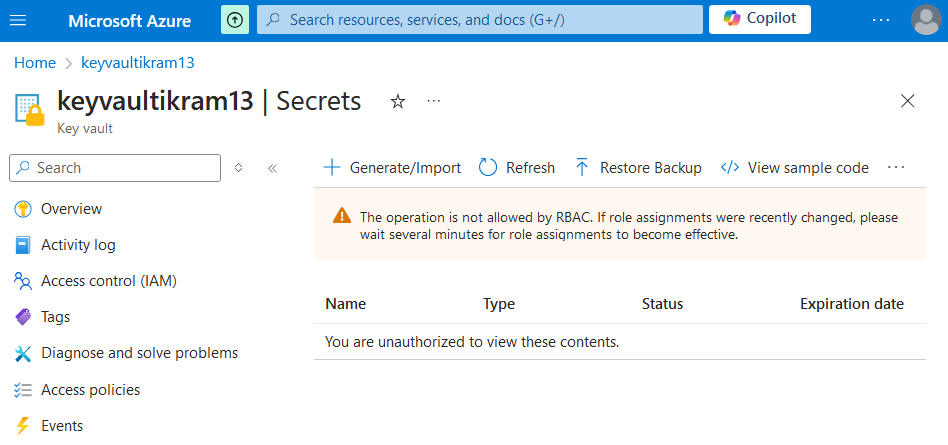 Microsoft Azure
Search resources, services, and docs (G+/)
Copilot
...
Home > keyvaultikram13
keyvaultikram13 | Secrets
...
Key vault
Search
Generate/Import
Refresh
Restore Backup
View sample code
...
Overview
Activity log
Access control (IAM)
Tags
Diagnose and solve problems
Access policies
Events
The operation is not allowed by RBAC. If role assignments were recently changed, please
wait several minutes for role assignments to become effective.
Name Type Status Expiration date
You are unauthorized to view these contents.